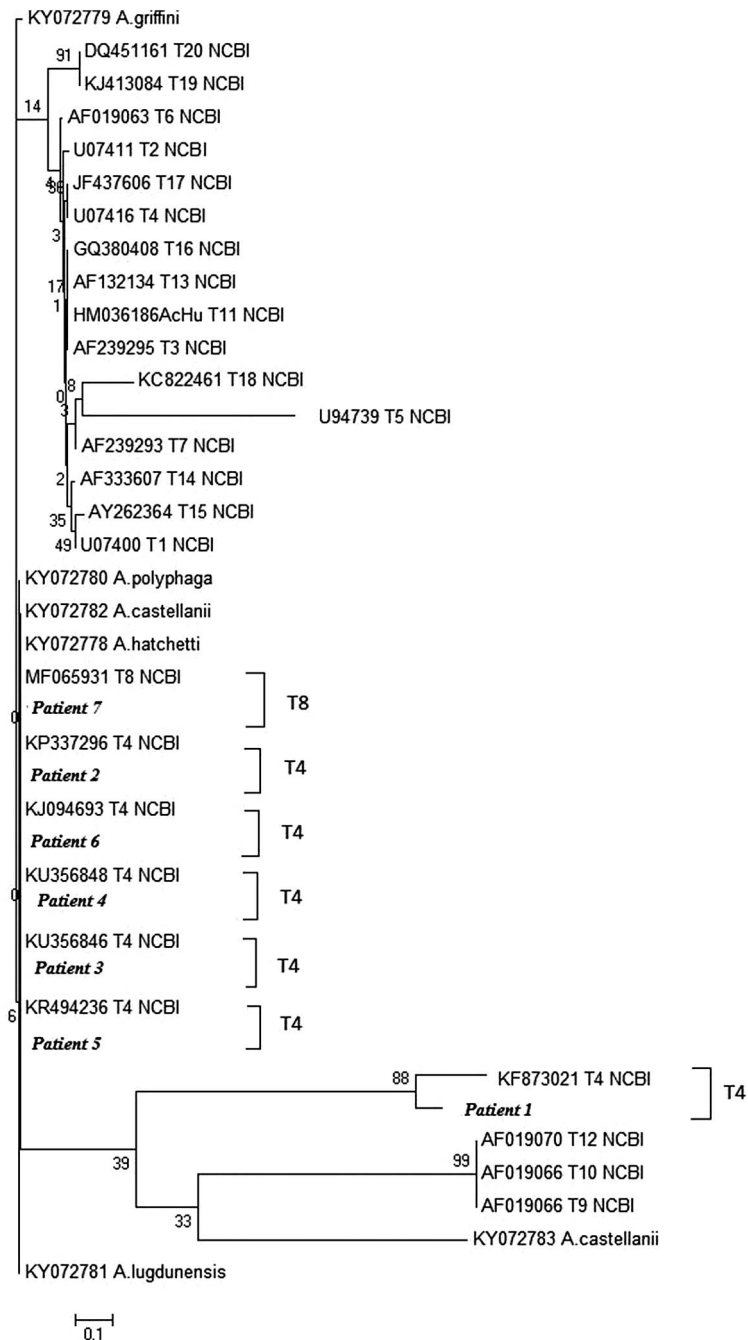 KY072779 A.griffini
91
DQ451161 T20 NCBI
KJ413084 T19 NCBI
14
AF019063 T6 NCBI
U07411 T2 NCBI
4
38
JF437606 T17 NCBI
U07416 T4 NCBI
3
GQ380408 T16 NCBI
17
AF132134 T13 NCBI
1
HM036186AcHu T11 NCBI
AF239295 T3 NCBI
8
KC822461 T18 NCBI
0
3
U94739 T5 NCBI
AF239293 T7 NCBI
2
AF333607 T14 NCBI
35
AY262364 T15 NCBI
49
U07400 T1 NCBI
KY072780 A.polyphaga
KY072782 A.castellanii
KY072778 A.hatchetti
MF065931 T8 NCBI
T8
Patient 7
0
KP337296 T4 NCBI
T4
Patient 2
KJ094693 T4 NCBI
T4
Patient 6
KU356848 T4 NCBI
T4
0
Patient 4
KU356846 T4 NCBI
T4
Patient 3
KR494236 T4 NCBI
6
T4
Patient 5
88
KF873021 T4 NCBI
T4
Patient 1
AF019070 T12 NCBI
39
99
AF019066 T10 NCBI
AF019066 T9 NCBI
33
KY072783 A.castellanii
KY072781 A.lugdunensis
0.1